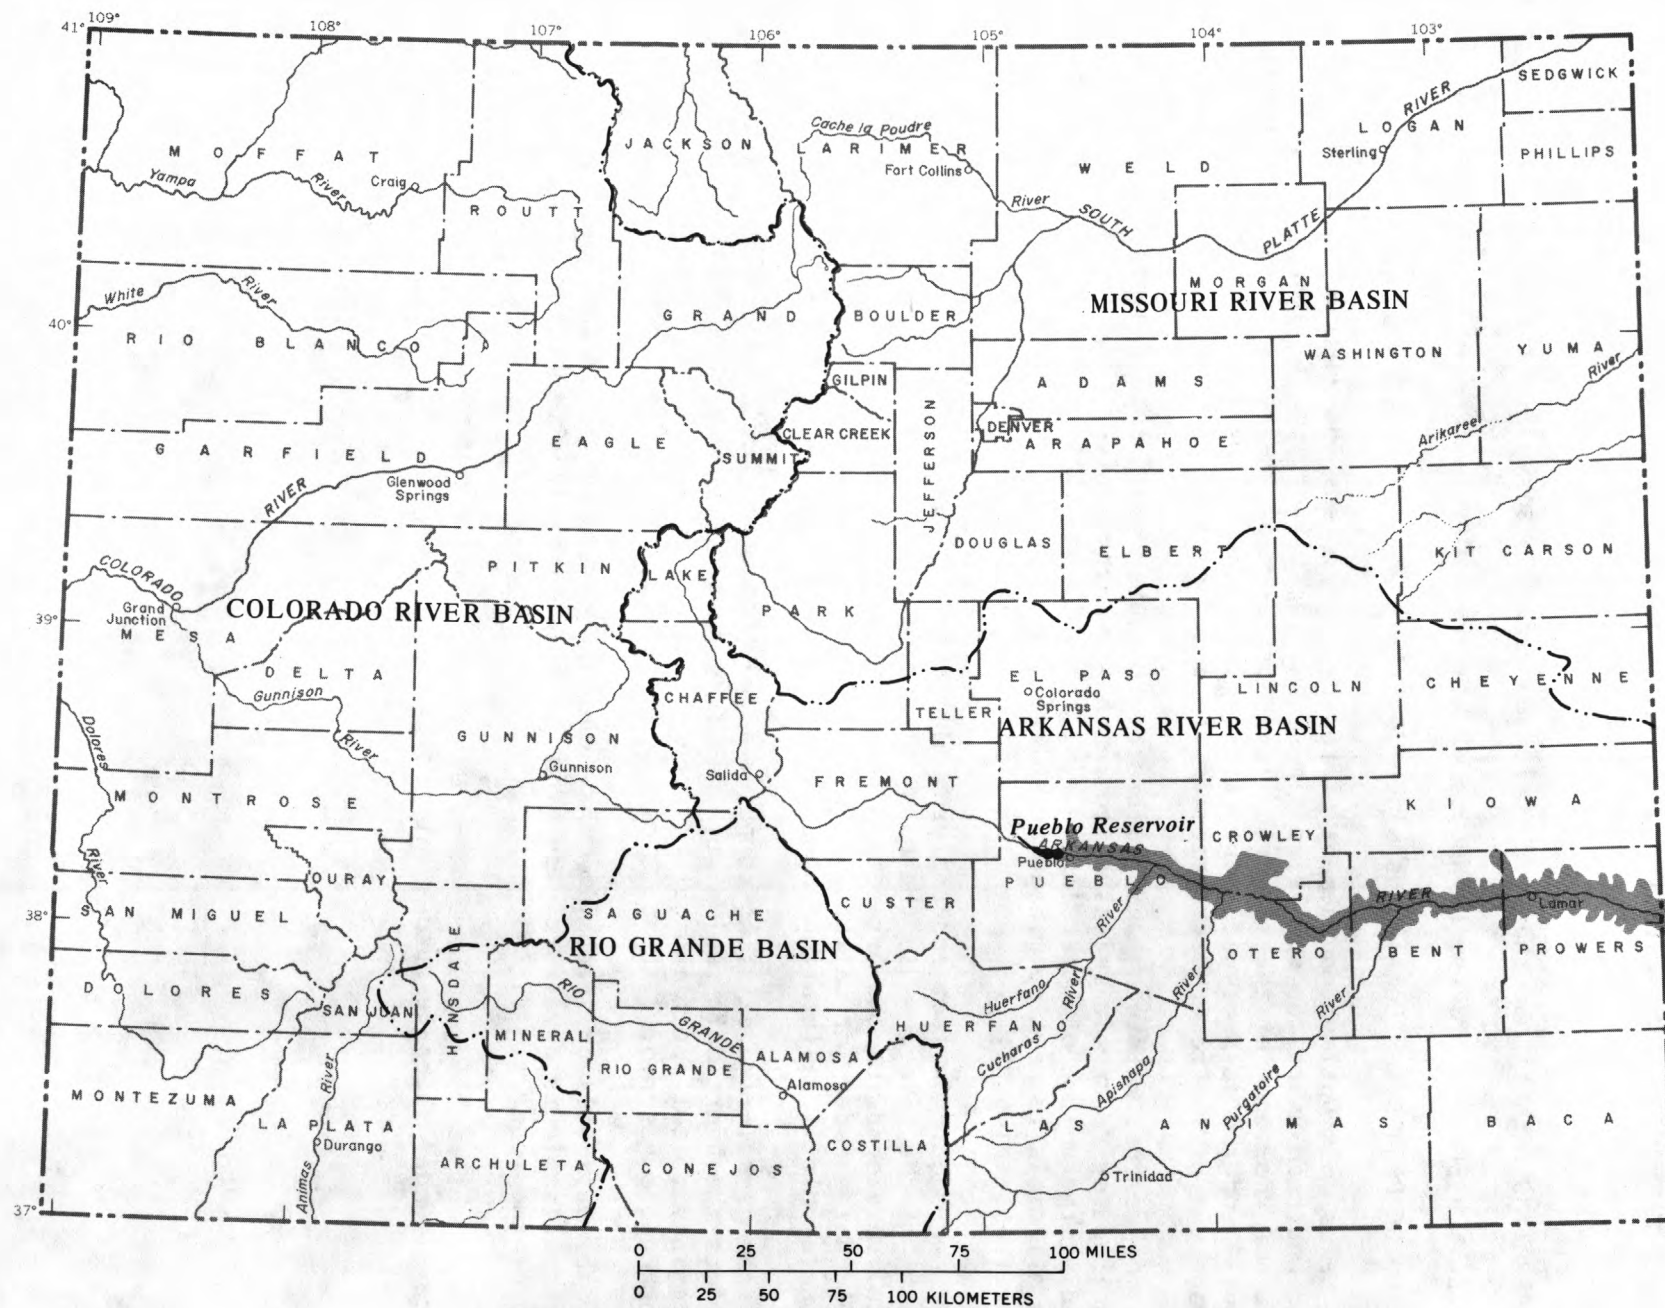 41°
109°
108°
107°
106°
105°
104°
103°
SEDGWICK
RIVER
LOGAN
Cache la Poudre
JACKSON
LARIMER
MOFFAT
Sterling
PHILLIPS
Yampa
River
Craig
Fort Collins
WELD
ROUTT
River
SOUTH
PLATTE
White
River
MORGAN
MISSOURI RIVER BASIN
GRAND
BOULDER
40°
RIO BLANCO
WASHINGTON
YUMA
River
GILPIN
ADAMS
JEFFERSON
DENVER
Arikaree
EAGLE
CLEAR CREEK
ARAPAHOE
GARFIELD
SUMMIT
Glenwood
Springs
RIVER
DOUGLAS
ELBERT
KIT CARSON
COLORADO
PITKIN
LAKE
Grand
Junction
COLORADO RIVER BASIN
PARK
39°
MESA
DELTA
EL PASO
LINCOLN
CHEYENNE
Gunnison
River
CHAFFEE
Colorado
Springs
TELLER
ARKANSAS RIVER BASIN
Dolores
River
GUNNISON
Gunnison
Salida
FREMONT
MONTROSE
KIOWA
Pueblo Reservoir
ARKANSAS
CROWLEY
Pueblo
PUEBLO
OURAY
RIVER
Lamar
38°
SAN MIGUEL
SAGUACHE
CUSTER
River
HINSDALE
RIO GRANDE BASIN
OTERO
BENT
PROWERS
DOLORES
RIO
Huerfano
River
River
River
SAN JUAN
GRANDE
HUERFANO
MINERAL
Cucharas
ALAMOSA
RIO GRANDE
Apishapa
Purgatoire
MONTEZUMA
River
Alamosa
LA PLATA
LAS ANIMAS
BACA
Durango
COSTILLA
ARCHULETA
CONEJOS
Trinidad
Animas
37°
0 25 50 75 100 MILES
0 25 50 75 100 KILOMETERS